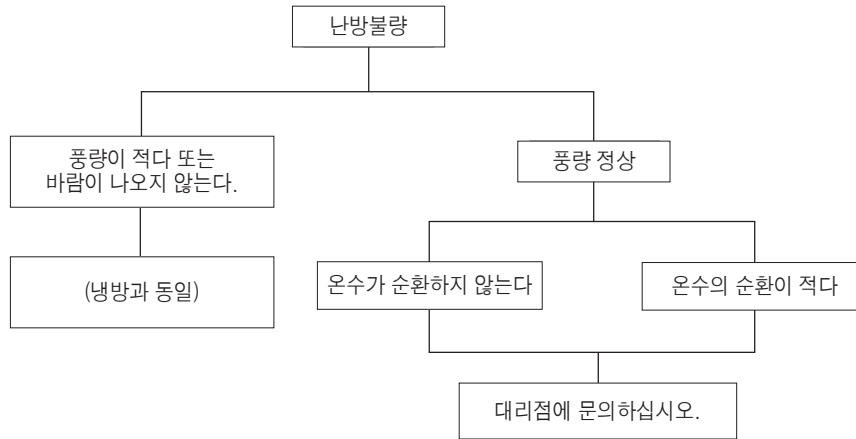 난방불량
풍량이 적다 또는
바람이 나오지 않는다.
풍량 정상
(냉방과 동일)
온수가 순환하지 않는다
온수의 순환이 적다
대리점에 문의하십시오.